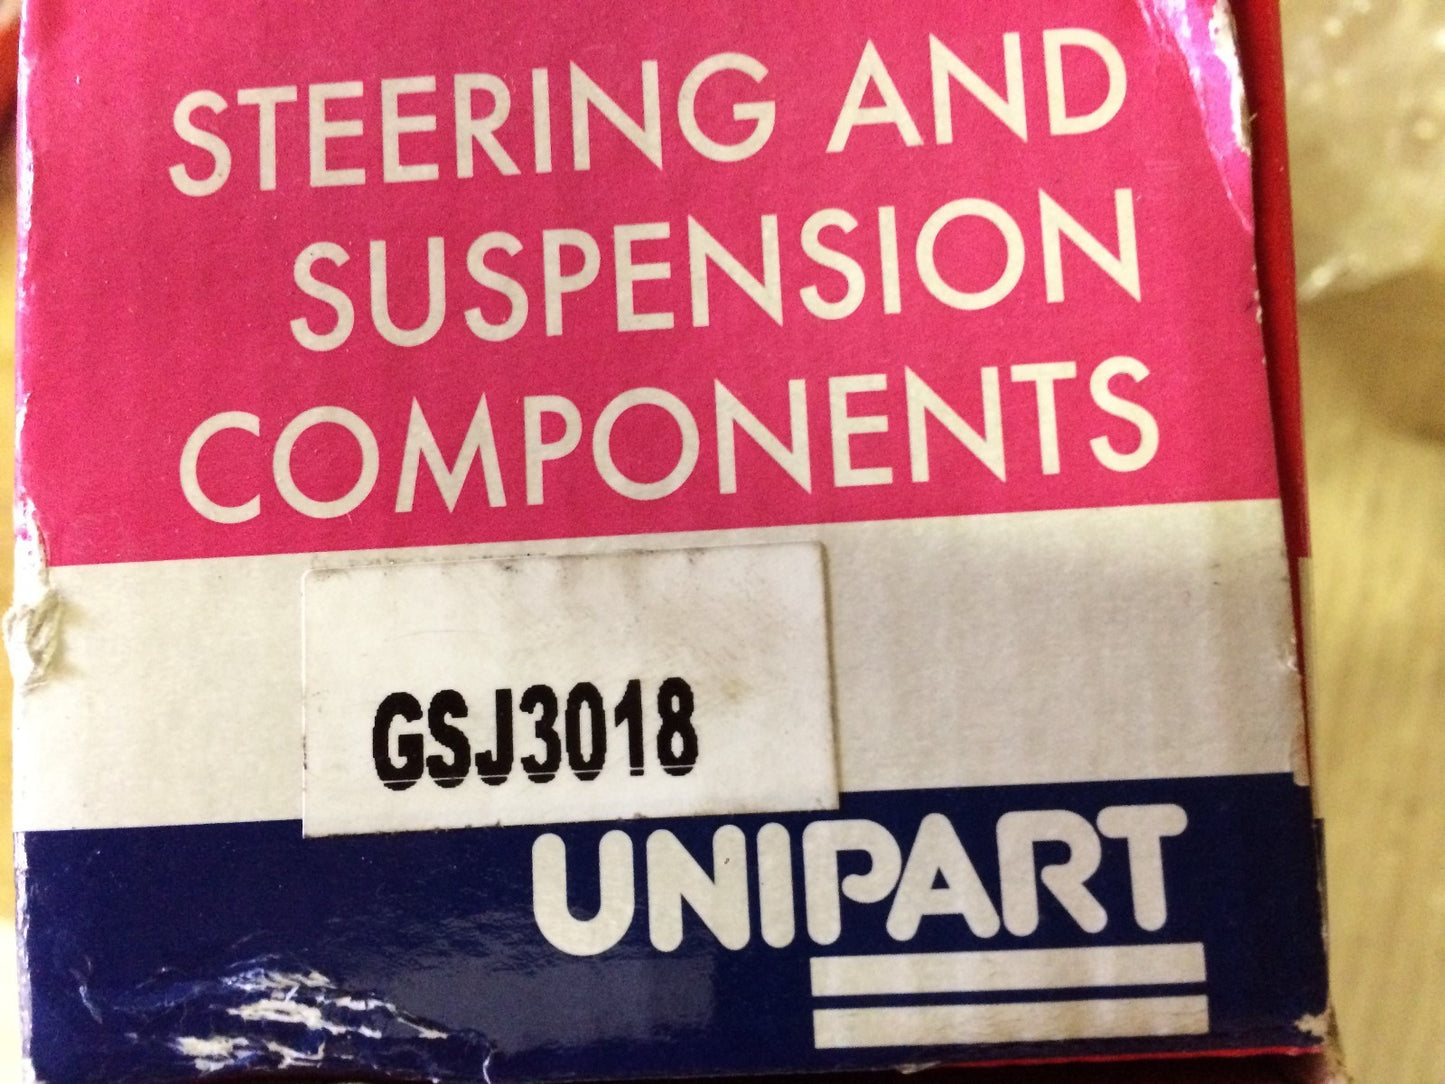 STEERING AND
SUSPENSION
COMPONENTS
GSJ3018
UNIPART